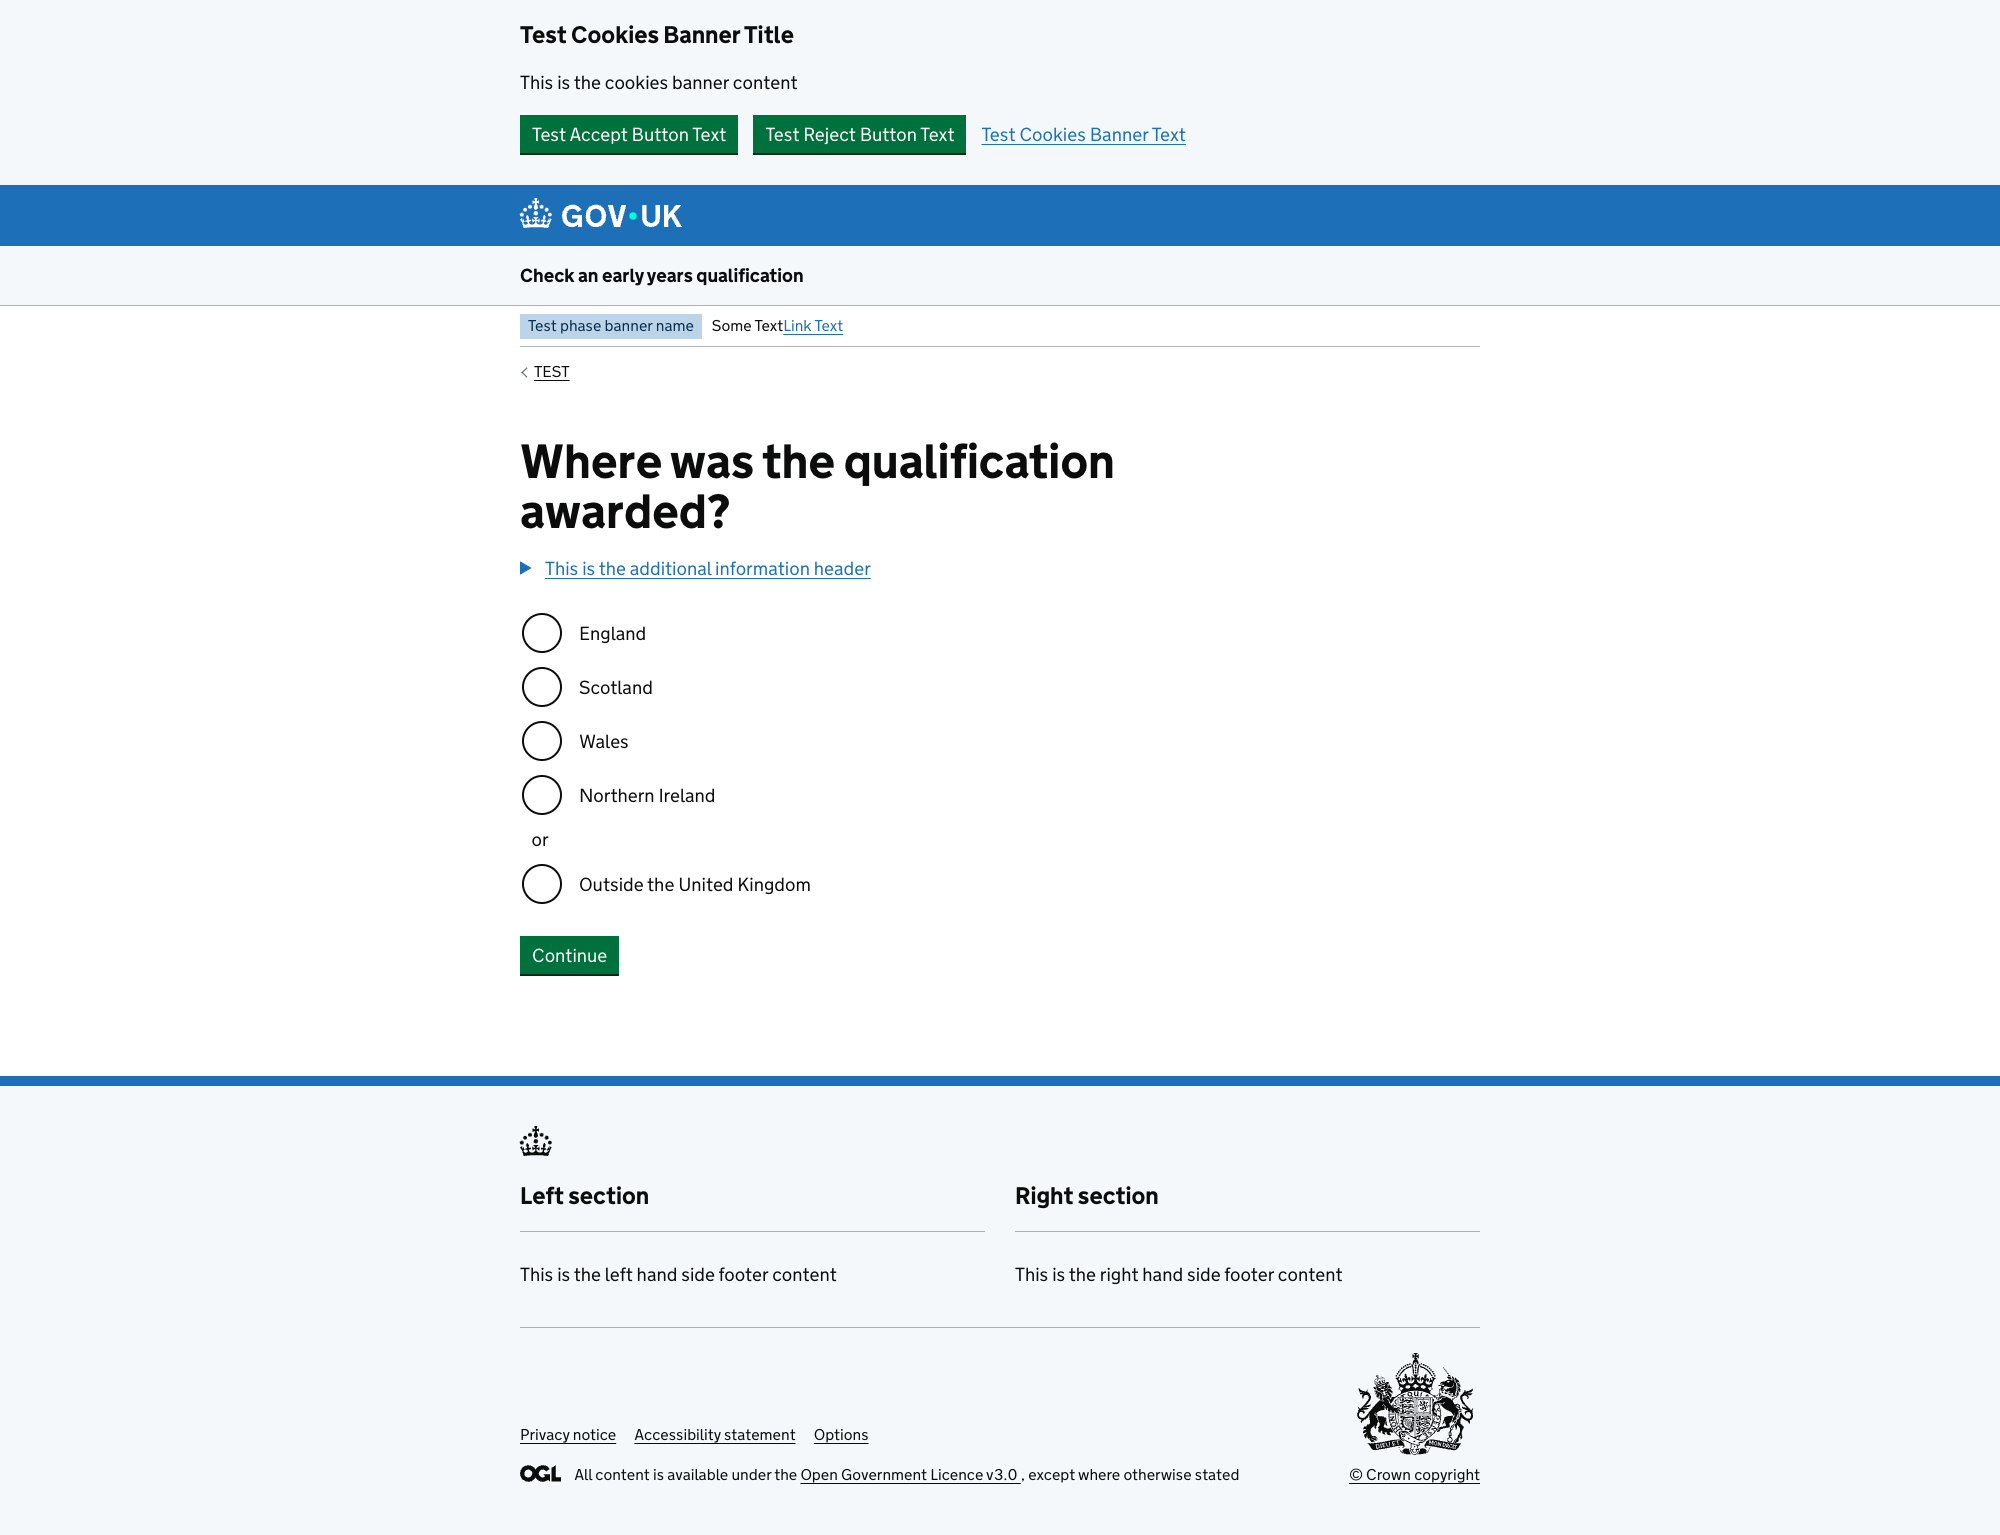 Test Cookies Banner Title
This is the cookies banner content
Test Accept Button Text Test Reject Button Text Test Cookies Banner Text
GOV·UK
Check an early years qualification
Test phase banner name Some TextLink Text
TEST
Where was the qualification
awarded?
This is the additional information header
England
Scotland
Wales
Northern Ireland
or
Outside the United Kingdom
Continue
Left section
This is the left hand side footer content
Right section
This is the right hand side footer content
Privacy notice Accessibility statement Options
OGL All content is available under the Open Government Licence v3.0 , except where otherwise stated
© Crown copyright